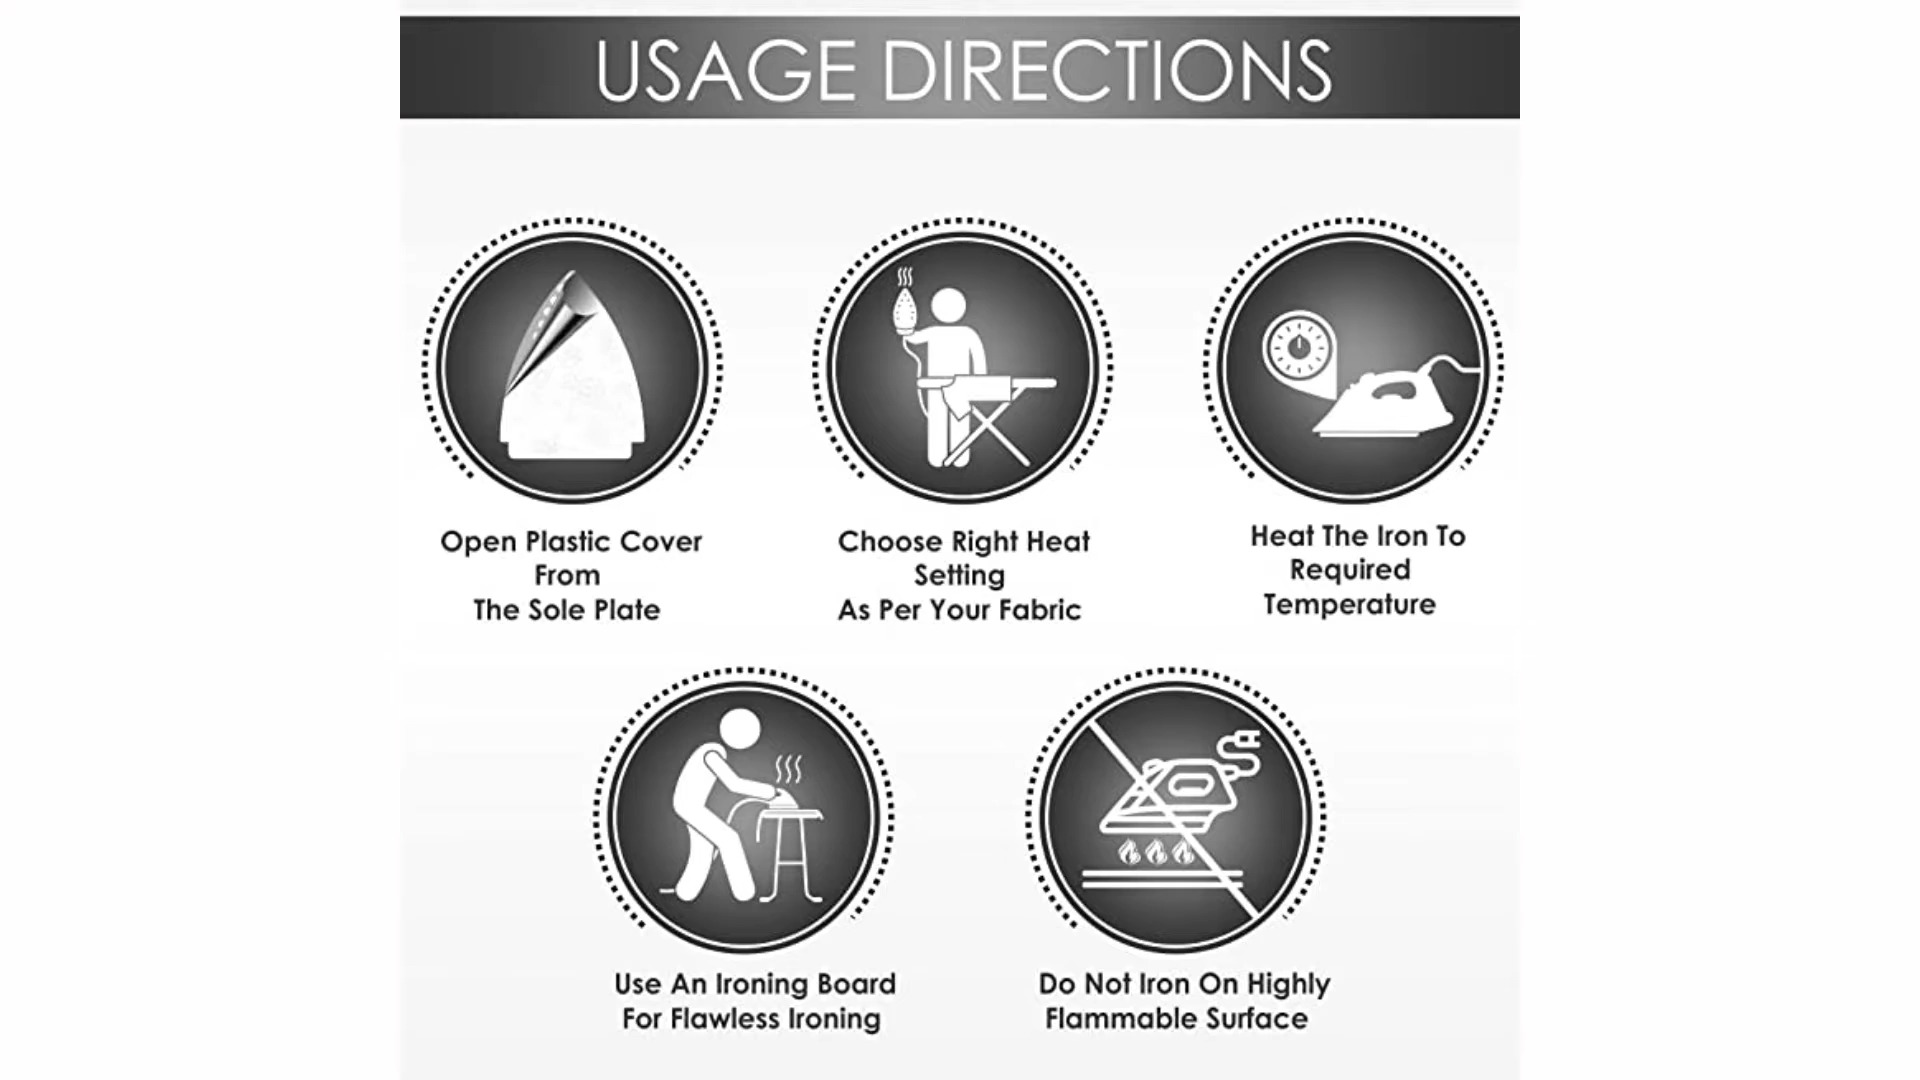 USAGE DIRECTIONS
Open Plastic Cover
From
The Sole Plate
Choose Right Heat
Setting
As Per Your Fabric
Heat The Iron To
Required
Temperature
Use An Ironing Board
For Flawless Ironing
Do Not Iron On Highly
Flammable Surface